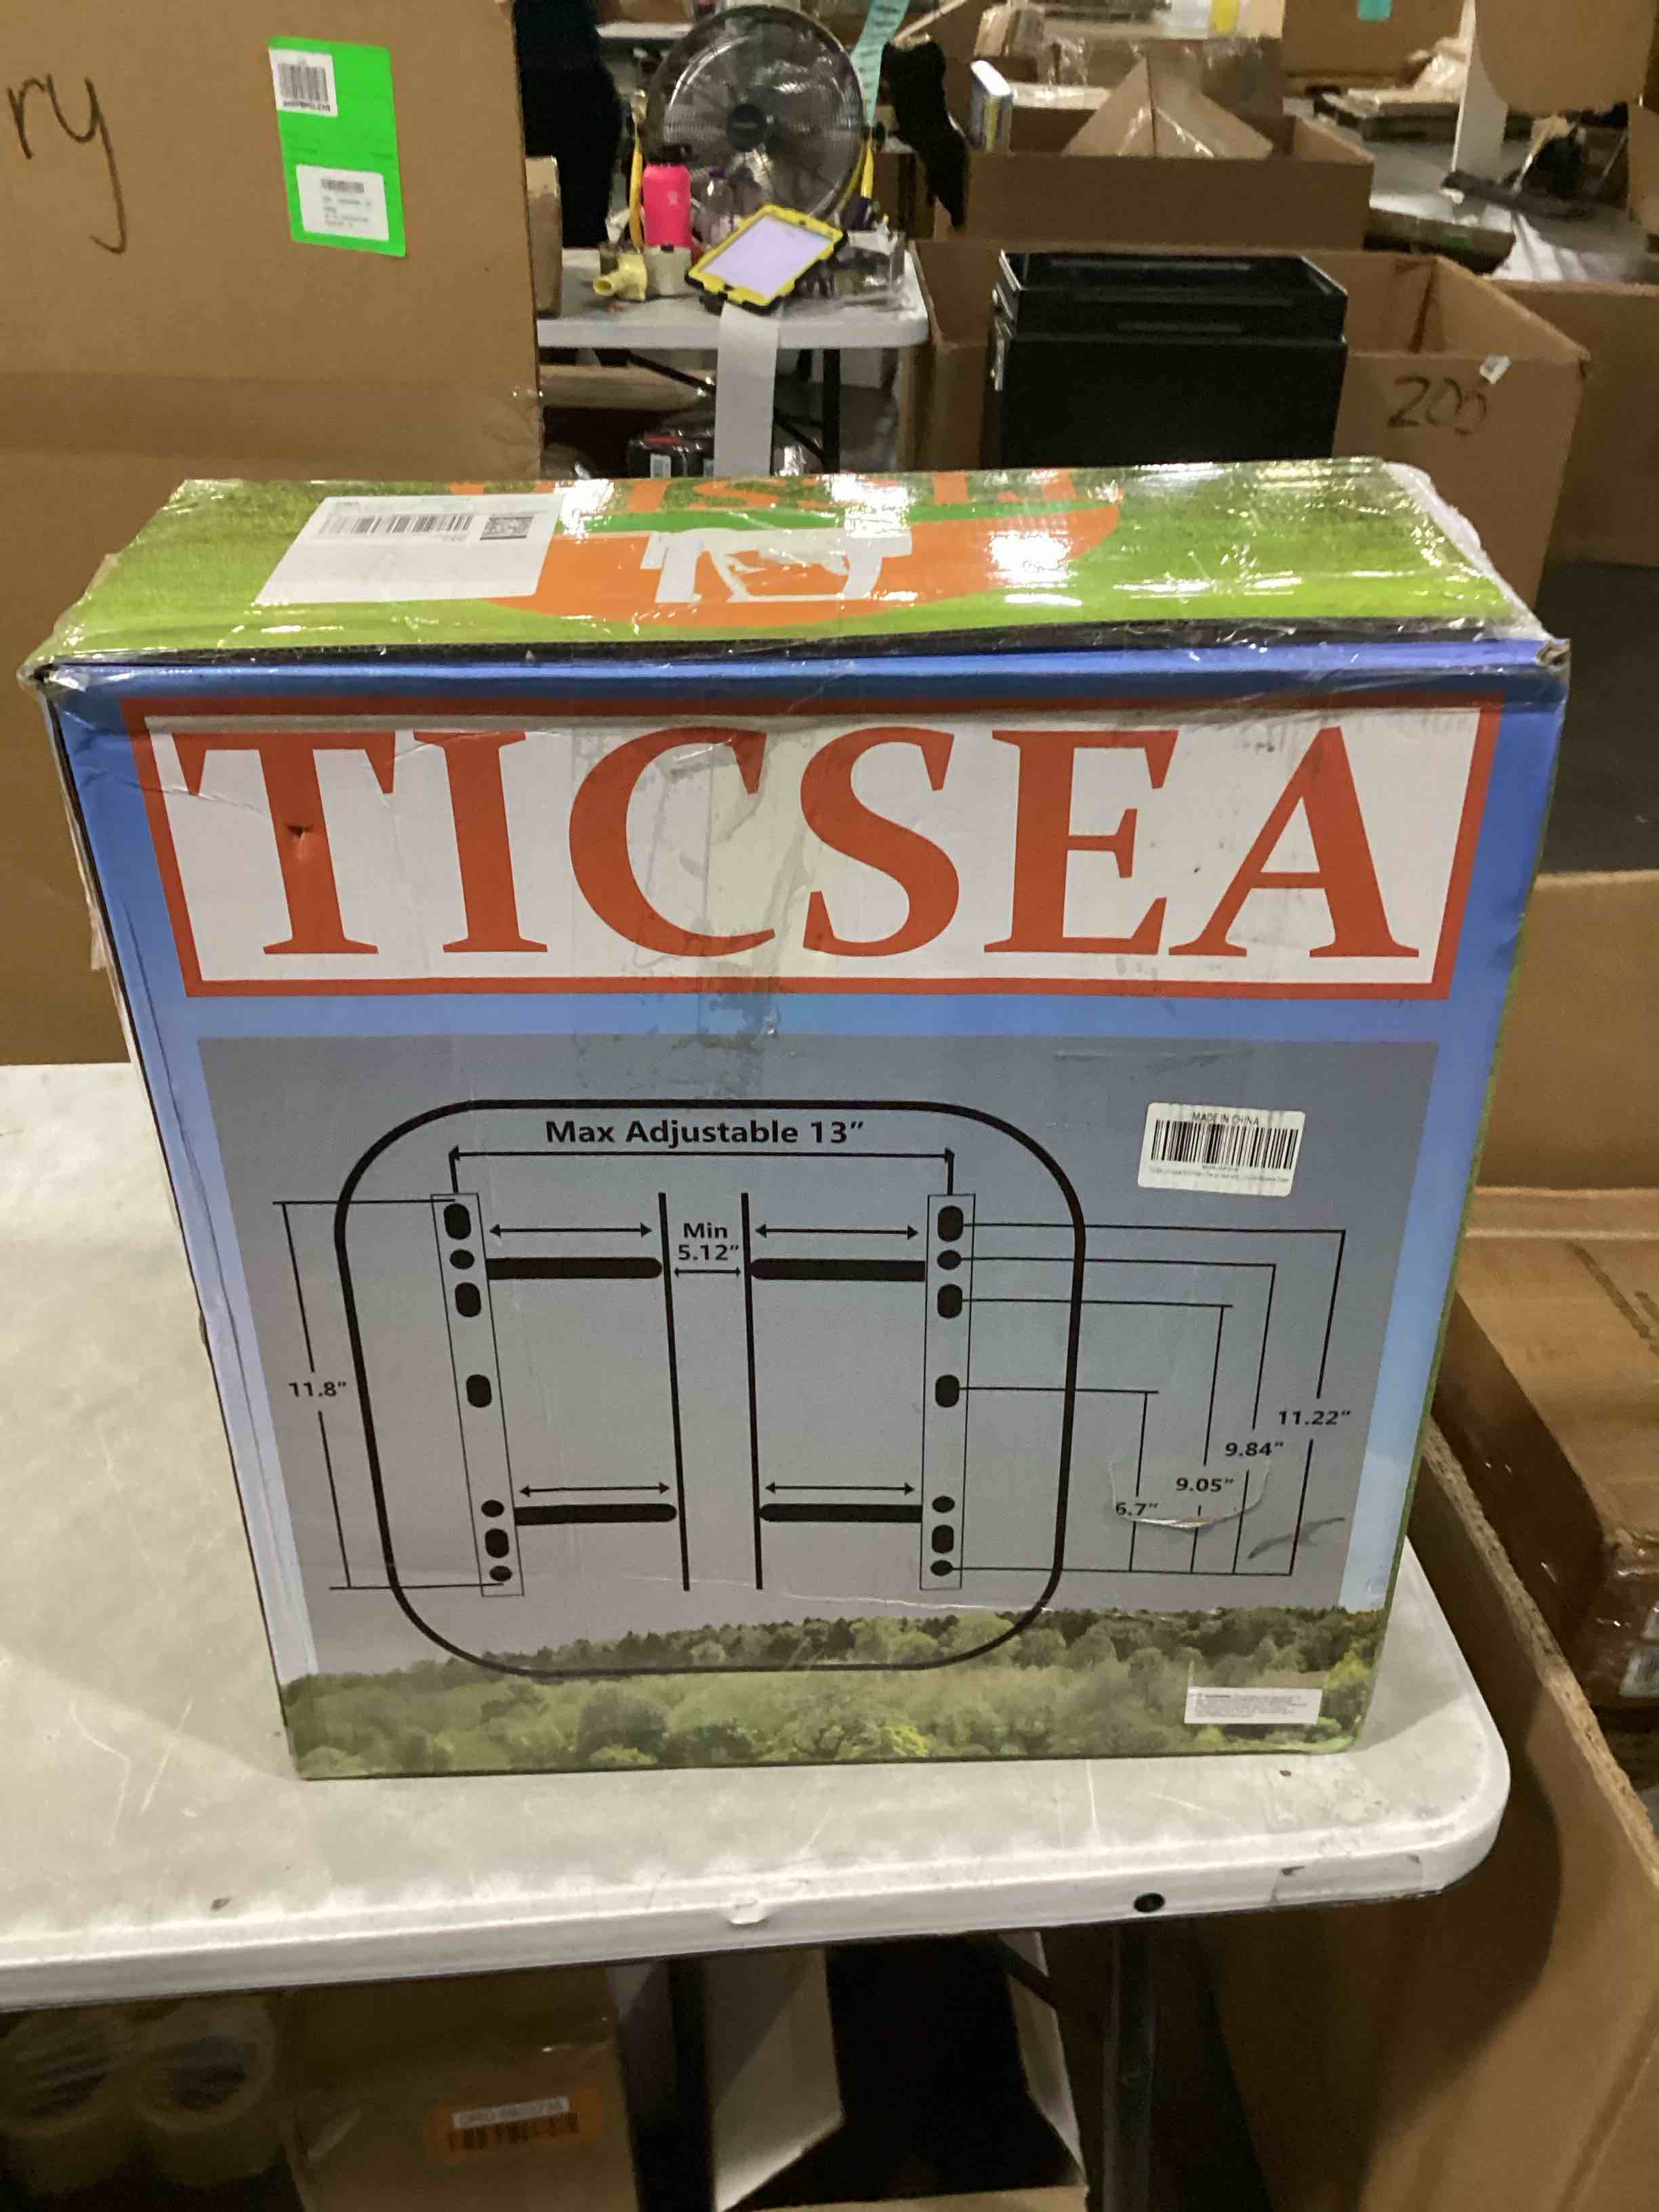 ry
200
TICSEA
MADE IN CHINA
Max Adjustable 13”
Min
5.12”
11.8”
11.22”
9.84”
9.05”
6.7”